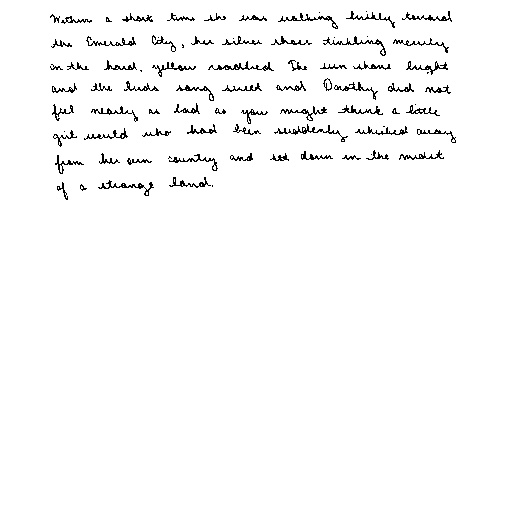 Within a short time she was walking briskly toward
the Emerald City, her silver shoes tinkling merrily
on the hard, yellow roadbed. The sun shone bright
and the birds sang sweet and Dorothy did not
feel nearly as bad as you might think a little
girl would who had been suddenly whisked away
from her own country and set down in the midst
of a strange land.